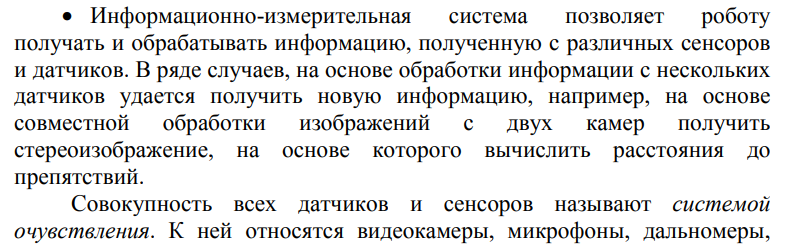 • Информационно-измерительная система позволяет роботу
получать и обрабатывать информацию, полученную с различных сенсоров
и датчиков. В ряде случаев, на основе обработки информации с нескольких
датчиков удается получить новую информацию, например, на основе
совместной обработки изображений с двух камер получить
стереоизображение, на основе которого вычислить расстояния до
препятствий.
Совокупность всех датчиков и сенсоров называют системой
очувствления. К ней относятся видеокамеры, микрофоны, дальномеры,